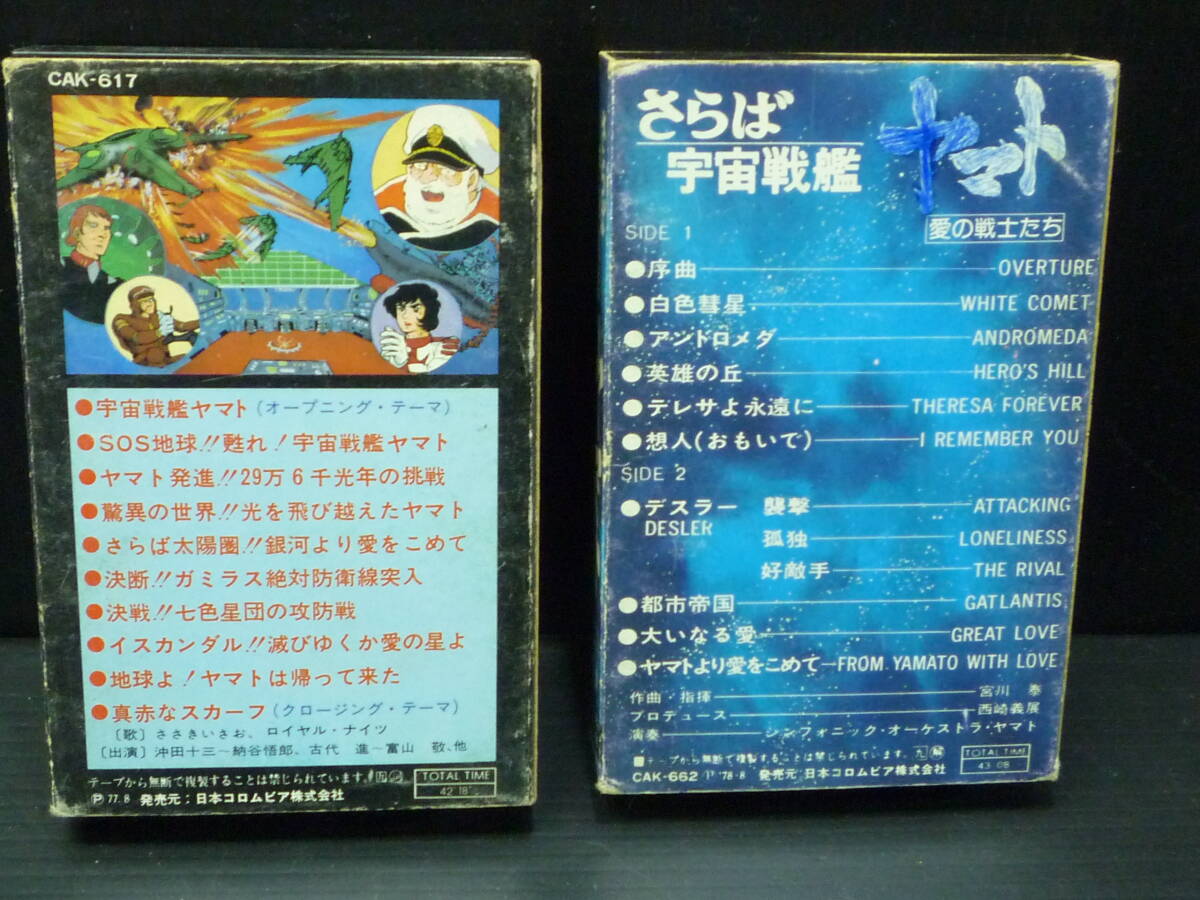 CAK-617
●宇宙戦艦ヤマト(オープニング・テーマ)
●SOS地球!!甦れ!宇宙戦艦ヤマト
●ヤマト発進!!29万6千光年の挑戦
●驚異の世界!!光を飛び越えたヤマト
●さらば太陽圏!!銀河より愛をこめて
●決断!!ガミラス絶対防衛線突入
●決戦!!七色星団の攻防戦
●イスカンダル!!滅びゆくか愛の星よ
●地球よ!ヤマトは帰って来た
●真赤なスカーフ(クロージング・テーマ)
〔歌〕ささきいさお、ロイヤル・ナイツ
〔出演〕沖田十三~納谷悟郎、古代 進~富山 敬、他
テープから無断で複製することは禁じられています。
TOTAL TIME
42'18"
Ⓟ77.8 発売元:日本コロムビア株式会社
さらば
宇宙戦艦
ヤマト
愛の戦士たち
SIDE 1
●序曲 OVERTURE
●白色彗星 WHITE COMET
●アンドロメダ ANDROMEDA
●英雄の丘 HERO'S HILL
●テレサよ永遠に THERESA FOREVER
●想人(おもいで) I REMEMBER YOU
SIDE 2
●デスラー 襲撃 ATTACKING
DESLER
孤独 LONELINESS
好敵手 THE RIVAL
●都市帝国 GATLANTIS
●大いなる愛 GREAT LOVE
●ヤマトより愛をこめて FROM YAMATO WITH LOVE
作曲・指揮 宮川 泰
プロデュース 西崎義展
演奏 シンフォニック・オーケストラ・ヤマト
■テープから無断で複製することは禁じられています。
TOTAL TIME
43'08
CAK-662 Ⓟ'78・8 発売元:日本コロムビア株式会社